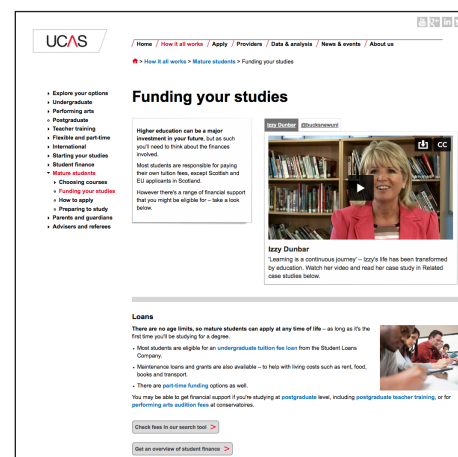 UCAS
/ Home / How it all works / Apply / Providers / Data & analysis / News & events / About us
> How it all works > Mature students > Funding your studies
Explore your options
Undergraduate
Performing arts
Postgraduate
Teacher training
Flexible and part-time
International
Starting your studies
Student finance
Mature students
Choosing courses
Funding your studies
How to apply
Preparing to study
Parents and guardians
Advisers and referees
Funding your studies
Higher education can be a major
investment in your future, but as such
you'll need to think about the finances
involved.
Most students are responsible for paying
their own tuition fees, except Scottish and
EU applicants in Scotland.
However there's a range of financial support
that you might be eligible for – take a look
below.
Izzy Dunbar @bucksnewuni
CC
Izzy Dunbar
'Learning is a continuous journey' – Izzy's life has been transformed
by education. Watch her video and read her case study in Related
case studies below.
Loans
There are no age limits, so mature students can apply at any time of life – as long as it's the
first time you'll be studying for a degree.
• Most students are eligible for an undergraduate tuition fee loan from the Student Loans
Company.
• Maintenance loans and grants are also available – to help with living costs such as rent, food,
books and transport.
• There are part-time funding options as well.
You may be able to get financial support if you're studying at postgraduate level, including postgraduate teacher training, or for
performing arts audition fees at conservatoires.
Check fees in our search tool >
Get an overview of student finance >